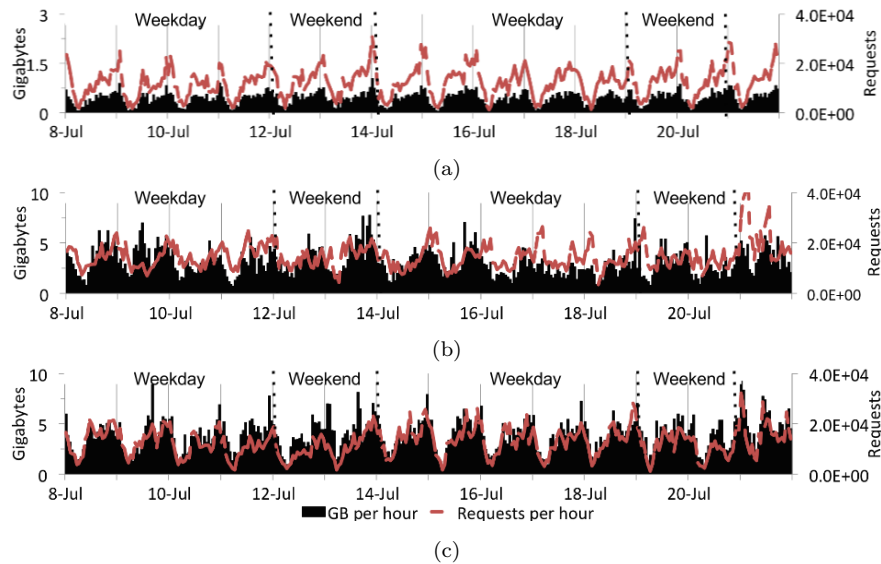 3 Weekday Weekend Weekday Weekend 4.0E+04
Gigabytes 1.5 2.0E+04 Requests
0 0.0E+00
8-Jul 10-Jul 12-Jul 14-Jul 16-Jul 18-Jul 20-Jul
(a)
10 Weekday Weekend Weekday Weekend 4.0E+04
Gigabytes 5 2.0E+04 Requests
0 0.0E+00
8-Jul 10-Jul 12-Jul 14-Jul 16-Jul 18-Jul 20-Jul
(b)
10 Weekday Weekend Weekday Weekend 4.0E+04
Gigabytes 5 2.0E+04 Requests
0 0.0E+00
8-Jul 10-Jul 12-Jul 14-Jul 16-Jul 18-Jul 20-Jul
GB per hour Requests per hour
(c)